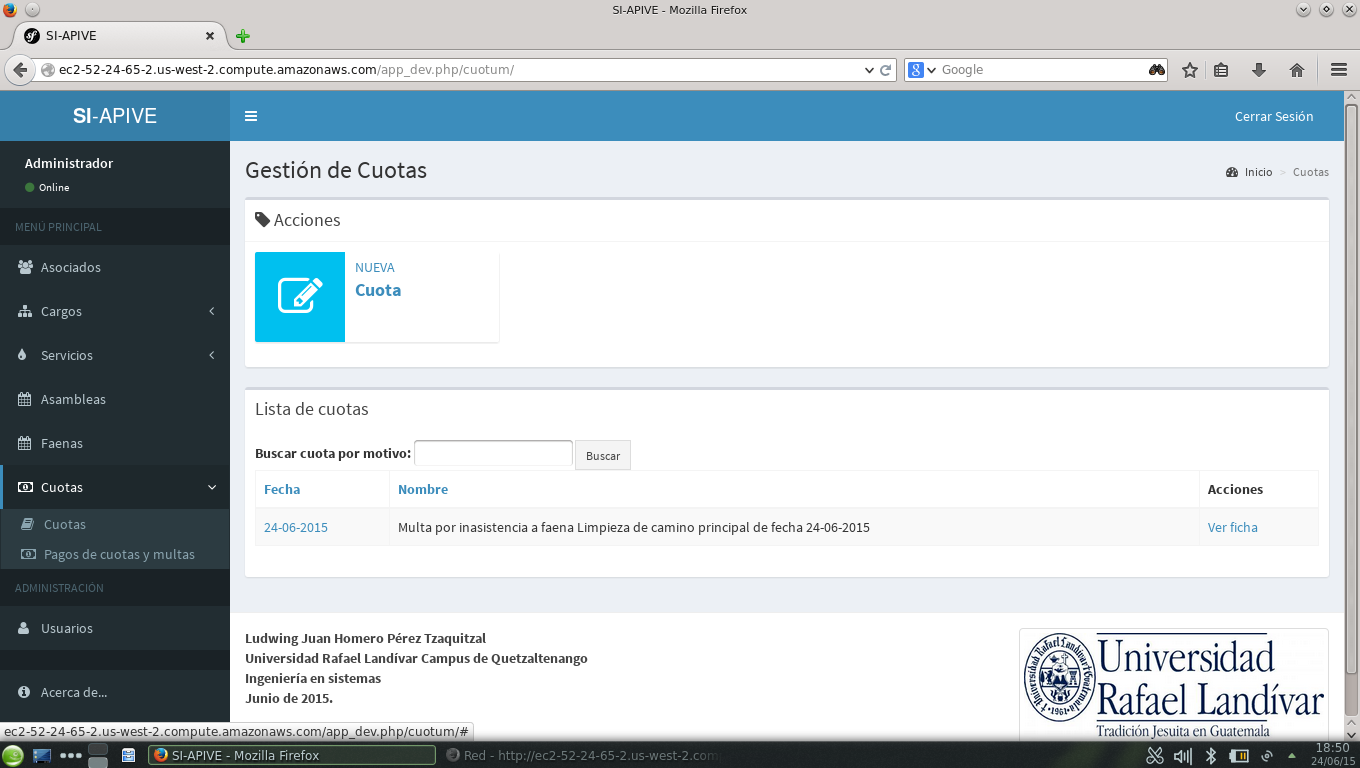 SI-APIVE - Mozilla Firefox
SI-APIVE
ec2-52-24-65-2.us-west-2.compute.amazonaws.com/app_dev.php/cuotum/
Google
SI-APIVE
Cerrar Sesión
Administrador
Online
MENÚ PRINCIPAL
Asociados
Cargos
Servicios
Asambleas
Faenas
Cuotas
Cuotas
Pagos de cuotas y multas
ADMINISTRACIÓN
Usuarios
Acerca de...
Gestión de Cuotas
Inicio > Cuotas
Acciones
NUEVA
Cuota
Lista de cuotas
Buscar cuota por motivo: Buscar
Fecha Nombre Acciones
24-06-2015 Multa por inasistencia a faena Limpieza de camino principal de fecha 24-06-2015 Ver ficha
Ludwing Juan Homero Pérez Tzaquitzal
Universidad Rafael Landívar Campus de Quetzaltenango
Ingeniería en sistemas
Junio de 2015.
Universidad
Rafael Landívar
Tradición Jesuita en Guatemala
ec2-52-24-65-2.us-west-2.compute.amazonaws.com/app_dev.php/cuotum/#
SI-APIVE - Mozilla Firefox
Red - http://ec2-52-24-65-2.us-west-2.com
18:50
24/06/15